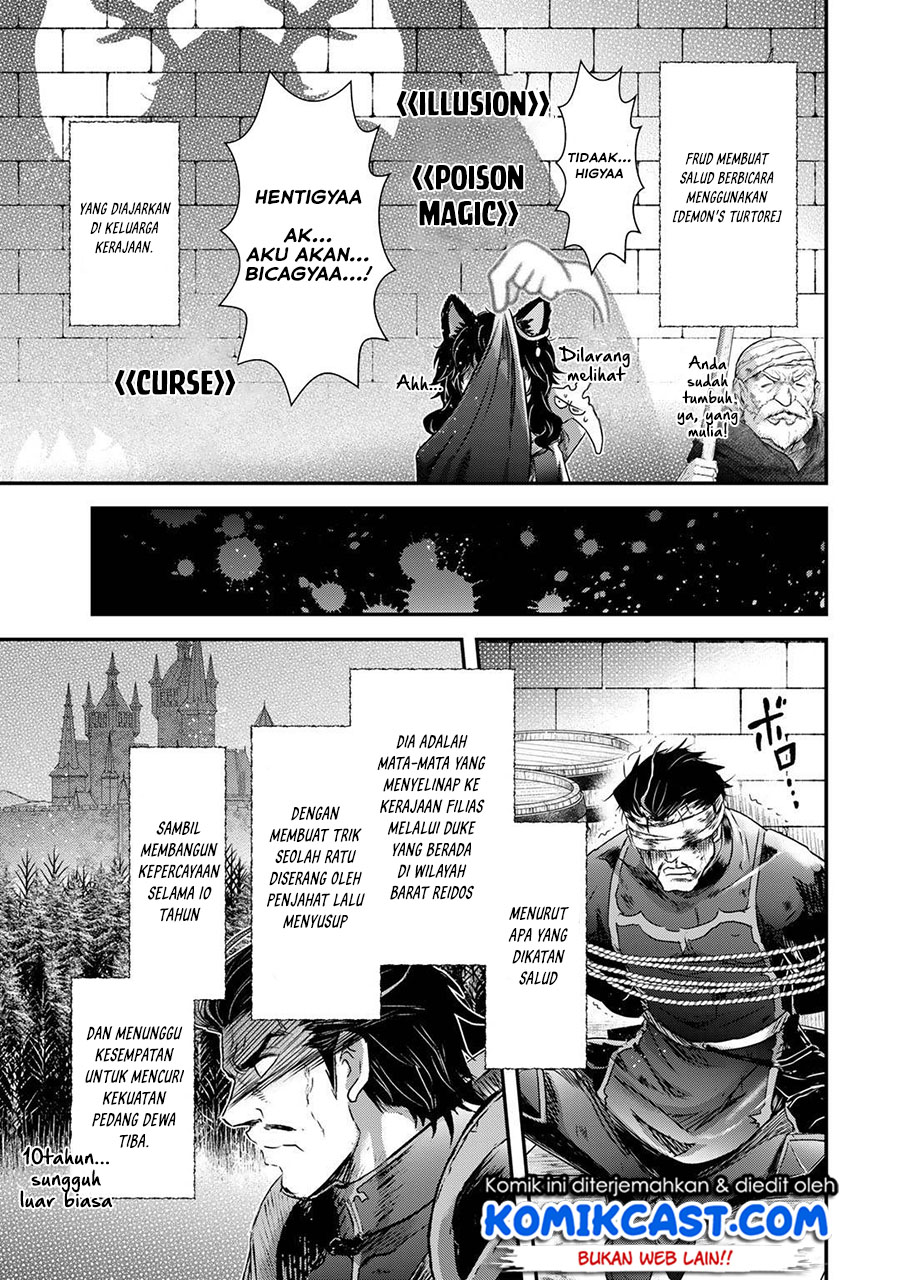 FRUD MEMBUAT
SALUD BERBICARA
MENGGUNAKAN
[DEMON'S TURTORE]
TIDAAK...
HIGYAA
《ILLUSION》
《POISON
MAGIC》
HENTIGYAA
AK...
AKU AKAN
BICAGYAA...!
YANG DIAJARKAN
DI KELUARGA
KERAJAAN.
《CURSE》
Anda
sudah
tumbuh
ya, yang
mulia!
Dilarang
melihat
Ahh...
ボロ...
MENURUT
APA YANG
DIKATAN
SALUD
DIA ADALAH
MATA-MATA YANG
MENYELINAP KE
KERAJAAN FILIAS
MELALUI DUKE
YANG BERADA
DI WILAYAH
BARAT REIDOS
DENGAN
MEMBUAT TRIK
SEOLAH RATU
DISERANG OLEH
PENJAHAT LALU
MENYUSUP
SAMBIL
MEMBANGUN
KEPERCAYAAN
SELAMA 10
TAHUN
DAN MENUNGGU
KESEMPATAN
UNTUK MENCURI
KEKUATAN
PEDANG DEWA
TIBA.
10tahun...
sungguh
luar biasa
Komik ini diterjemahkan & diedit oleh
KOMIKCAST.COM
BUKAN WEB LAIN!!